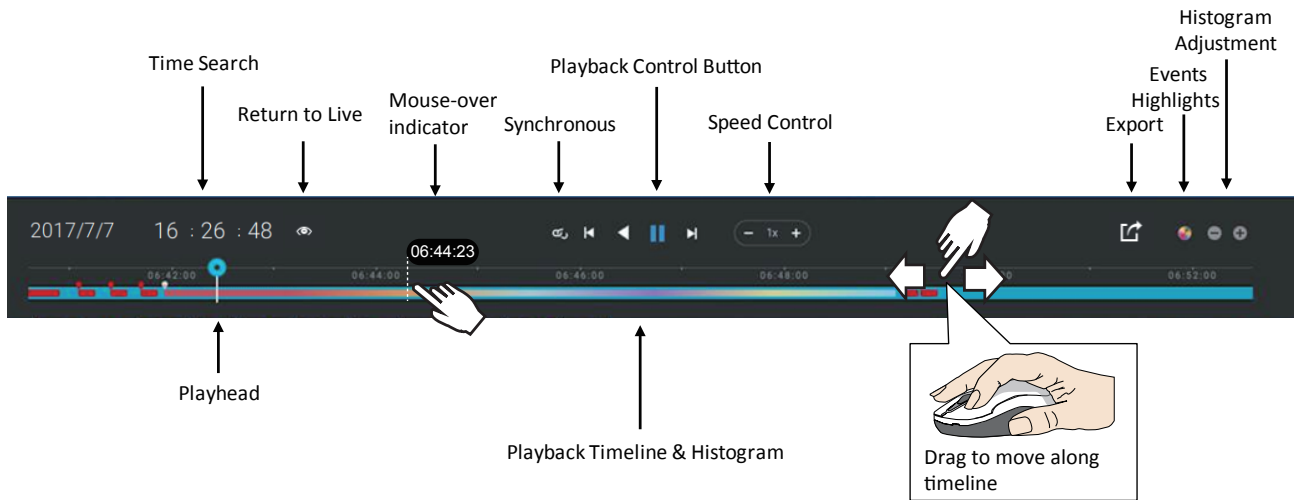 Histogram
Adjustment
Time Search
Playback Control Button
Events
Highlights
Return to Live
Mouse-over
indicator
Synchronous
Speed Control
Export
2017/7/7 16 : 26 : 48
1x
06:44:23
06:42:00 06:44:00 06:46:00 06:48:00 06:52:00
Playhead
Playback Timeline & Histogram
Drag to move along
timeline